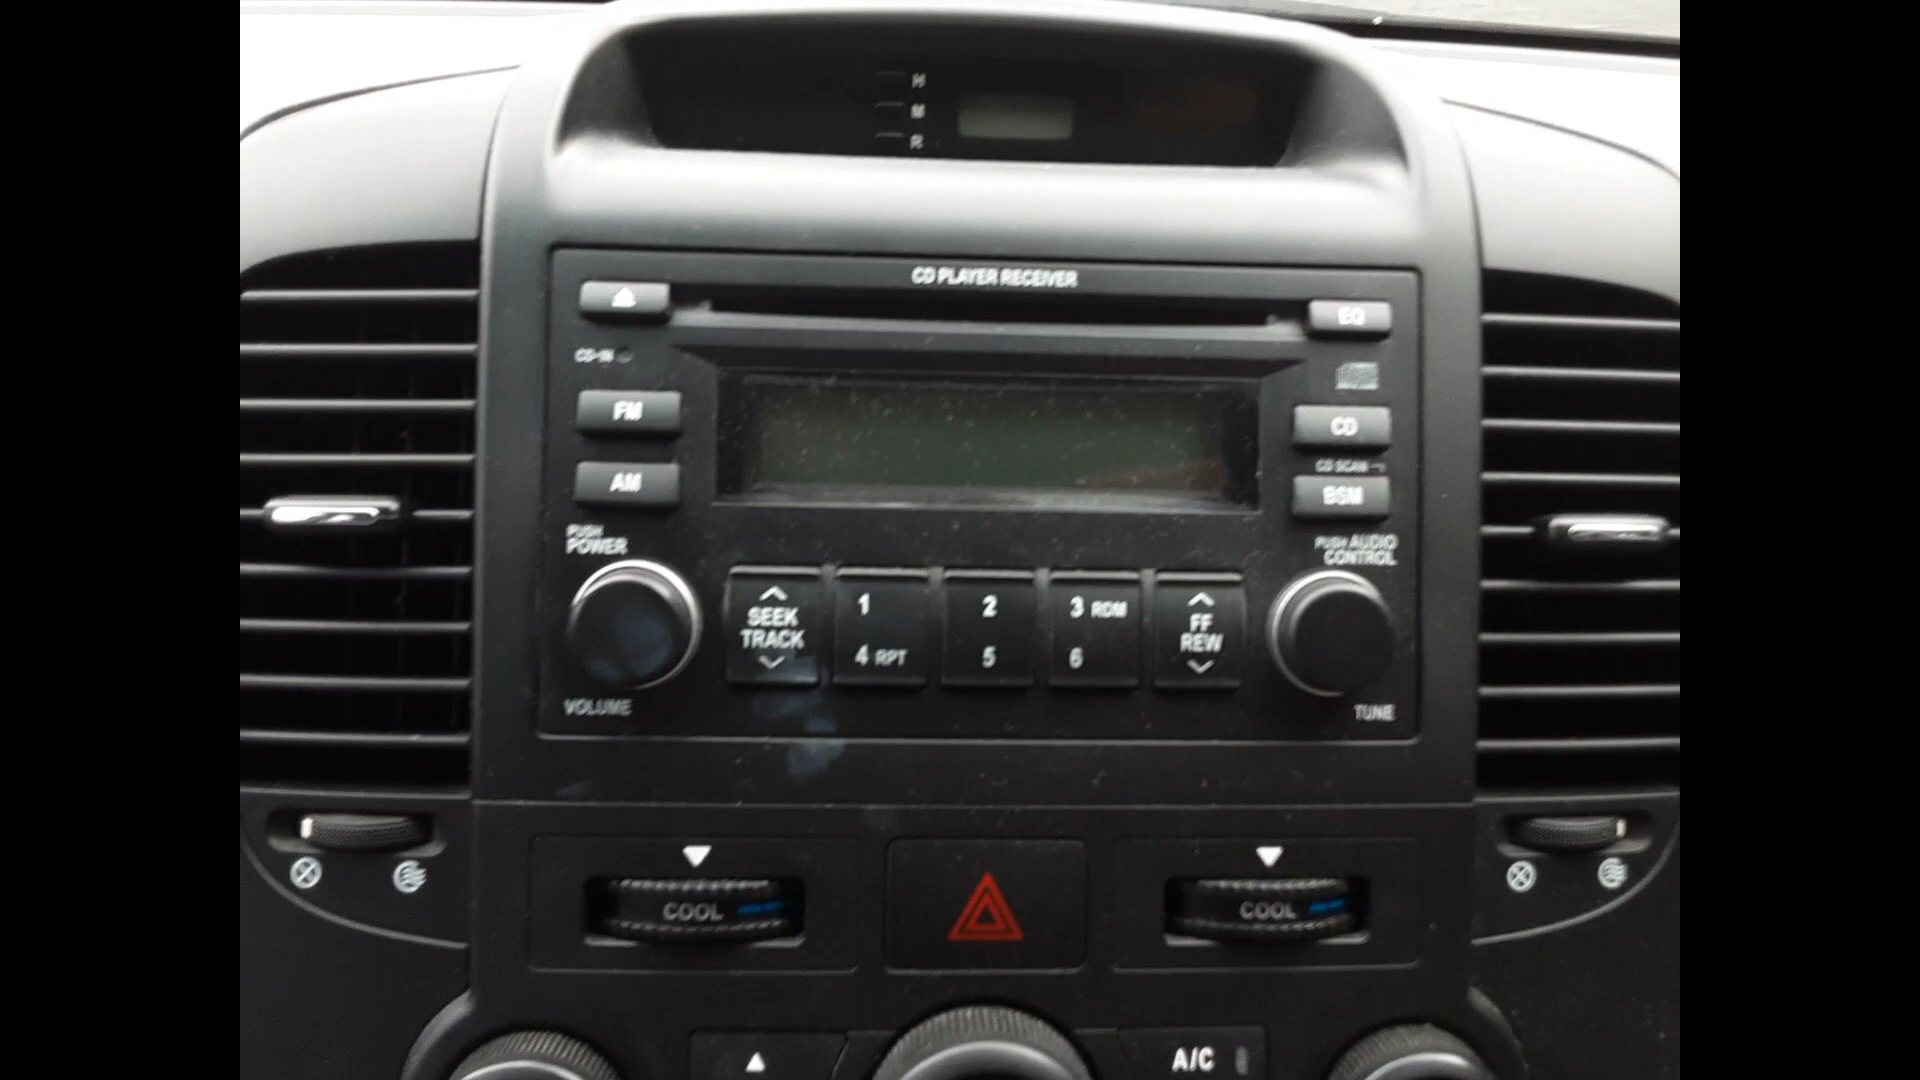 H
M
R
CD PLAYER RECEIVER
EQ
CD-IN
FM
CD
CD SCAN
AM
BSM
PUSH
POWER
PUSH AUDIO
CONTROL
SEEK
TRACK
1
4 RPT
2
5
3 RDM
6
FF
REW
VOLUME
TUNE
COOL
COOL
A/C